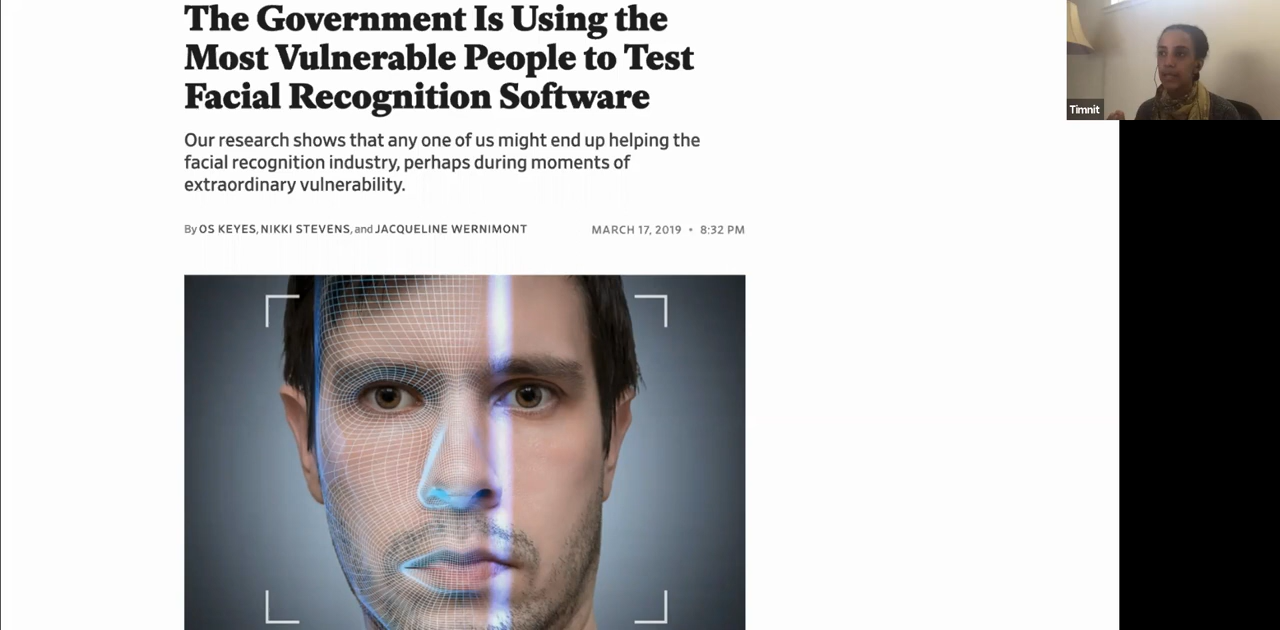 The Government Is Using the
Most Vulnerable People to Test
Facial Recognition Software
Our research shows that any one of us might end up helping the
facial recognition industry, perhaps during moments of
extraordinary vulnerability.
By OS KEYES, NIKKI STEVENS, and JACQUELINE WERNIMONT
MARCH 17, 2019 • 8:32 PM
Timnit